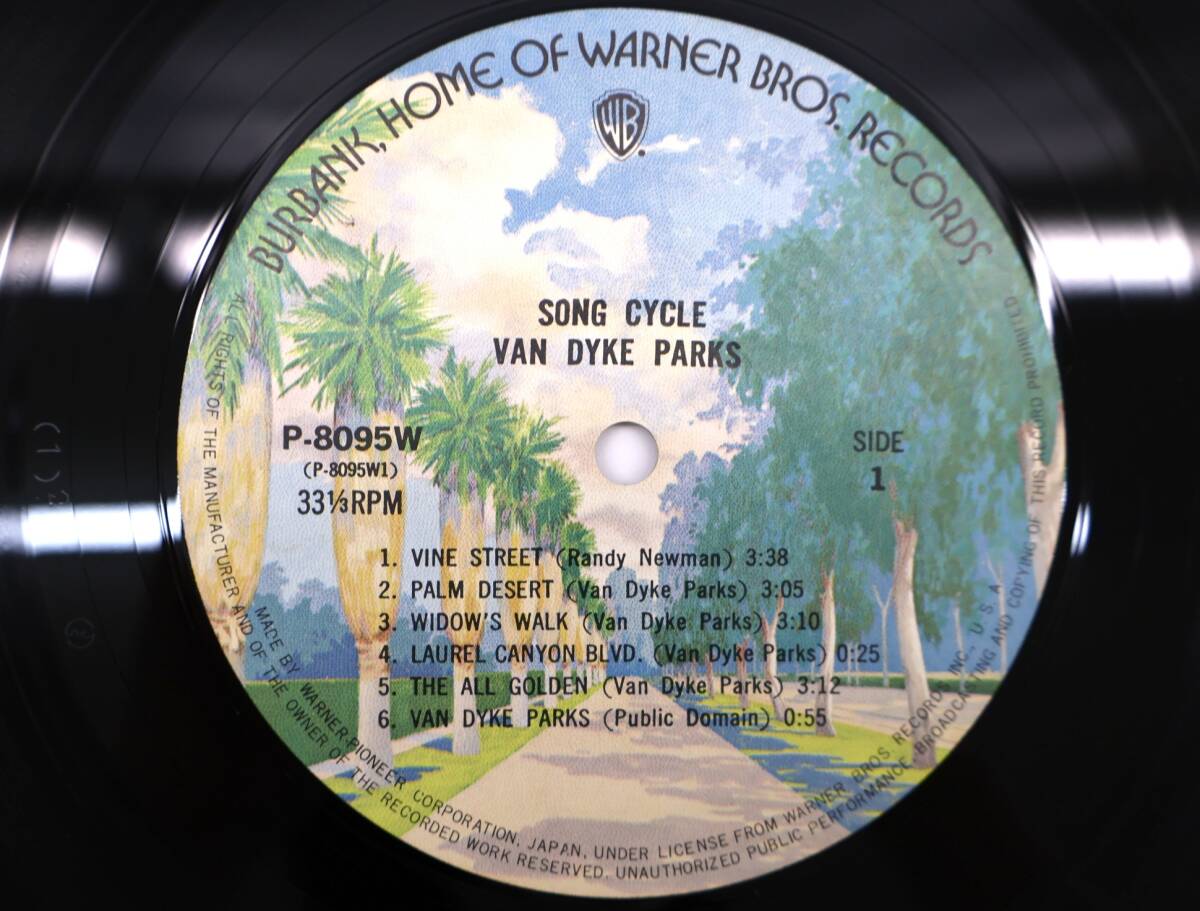 BURBANK, HOME OF WARNER BROS. RECORDS
WB
SONG CYCLE
VAN DYKE PARKS
P-8095W
(P-8095W1)
33⅓RPM
SIDE
1
1. VINE STREET (Randy Newman) 3:38
2. PALM DESERT (Van Dyke Parks) 3:05
3. WIDOW'S WALK (Van Dyke Parks) 3:10
4. LAUREL CANYON BLVD. (Van Dyke Parks) 0:25
5. THE ALL GOLDEN (Van Dyke Parks) 3:12
6. VAN DYKE PARKS (Public Domain) 0:55
MADE BY WARNER-PIONEER CORPORATION, JAPAN, UNDER LICENSE FROM WARNER BROS RECORDS INC., U.S.A.
ALL RIGHTS OF THE MANUFACTURER AND OF THE OWNER OF THE RECORDED WORK RESERVED. UNAUTHORIZED PUBLIC PERFORMANCE, BROADCASTING AND COPYING OF THIS RECORD PROHIBITED